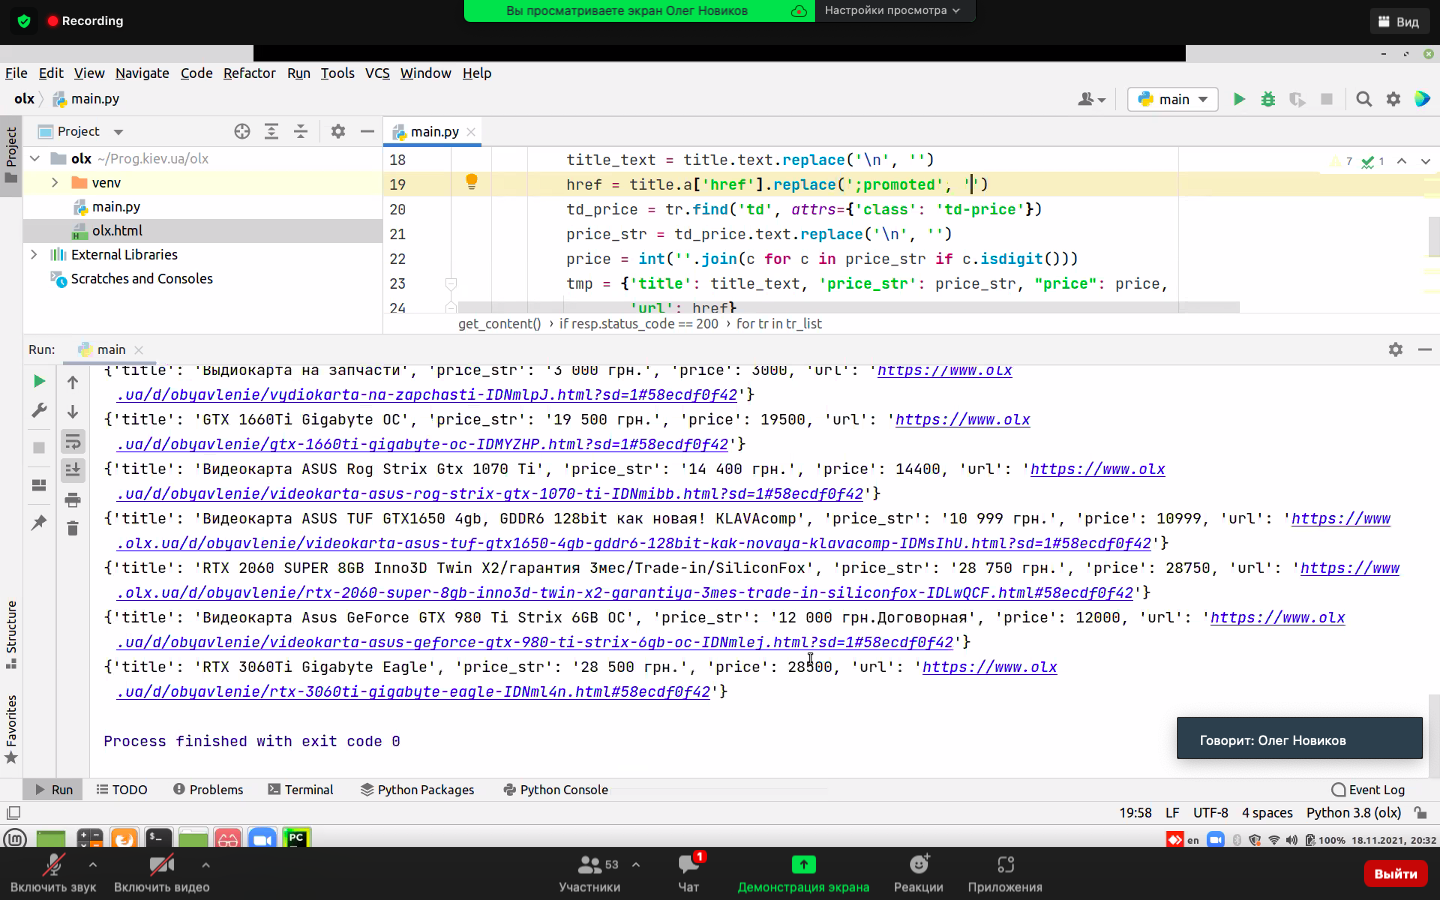 Recording
Вы просматриваете экран Олег Новиков
Настройки просмотра
Вид
File Edit View Navigate Code Refactor Run Tools VCS Window Help
olx main.py
main
Project
main.py
olx ~/Prog.kiev.ua/olx
venv
main.py
olx.html
External Libraries
Scratches and Consoles
Project
18 title_text = title.text.replace('\n', '')
19 href = title.a['href'].replace(';promoted', '')
20 td_price = tr.find('td', attrs={'class': 'td-price'})
21 price_str = td_price.text.replace('\n', '')
22 price = int(''.join(c for c in price_str if c.isdigit()))
23 tmp = {'title': title_text, 'price_str': price_str, "price": price,
24 'url': href}
7 1
get_content() › if resp.status_code == 200 › for tr in tr_list
Run: main
{'title': 'Выдиокарта на запчасти', 'price_str': '3 000 грн.', 'price': 3000, 'url': 'https://www.olx
.ua/d/obyavlenie/vydiokarta-na-zapchasti-IDNmlpJ.html?sd=1#58ecdf0f42'}
{'title': 'GTX 1660Ti Gigabyte OC', 'price_str': '19 500 грн.', 'price': 19500, 'url': 'https://www.olx
.ua/d/obyavlenie/gtx-1660ti-gigabyte-oc-IDMYZHP.html?sd=1#58ecdf0f42'}
{'title': 'Видеокарта ASUS Rog Strix Gtx 1070 Ti', 'price_str': '14 400 грн.', 'price': 14400, 'url': 'https://www.olx
.ua/d/obyavlenie/videokarta-asus-rog-strix-gtx-1070-ti-IDNmibb.html?sd=1#58ecdf0f42'}
{'title': 'Видеокарта ASUS TUF GTX1650 4gb, GDDR6 128bit как новая! KLAVAcomp', 'price_str': '10 999 грн.', 'price': 10999, 'url': 'https://www
.olx.ua/d/obyavlenie/videokarta-asus-tuf-gtx1650-4gb-gddr6-128bit-kak-novaya-klavacomp-IDMsIhU.html?sd=1#58ecdf0f42'}
{'title': 'RTX 2060 SUPER 8GB Inno3D Twin X2/гарантия 3мес/Trade-in/SiliconFox', 'price_str': '28 750 грн.', 'price': 28750, 'url': 'https://www
.olx.ua/d/obyavlenie/rtx-2060-super-8gb-inno3d-twin-x2-garantiya-3mes-trade-in-siliconfox-IDLwQCF.html#58ecdf0f42'}
{'title': 'Видеокарта Asus GeForce GTX 980 Ti Strix 6GB OC', 'price_str': '12 000 грн.Договорная', 'price': 12000, 'url': 'https://www.olx
.ua/d/obyavlenie/videokarta-asus-geforce-gtx-980-ti-strix-6gb-oc-IDNmlej.html?sd=1#58ecdf0f42'}
{'title': 'RTX 3060Ti Gigabyte Eagle', 'price_str': '28 500 грн.', 'price': 28500, 'url': 'https://www.olx
.ua/d/obyavlenie/rtx-3060ti-gigabyte-eagle-IDNml4n.html#58ecdf0f42'}
Process finished with exit code 0
Structure
Favorites
Говорит: Олег Новиков
Run TODO Problems Terminal Python Packages Python Console Event Log
19:58 LF UTF-8 4 spaces Python 3.8 (olx)
PC en 100% 18.11.2021, 20:32
Включить звук Включить видео Участники 53 Чат 1 Демонстрация экрана Реакции Приложения Выйти